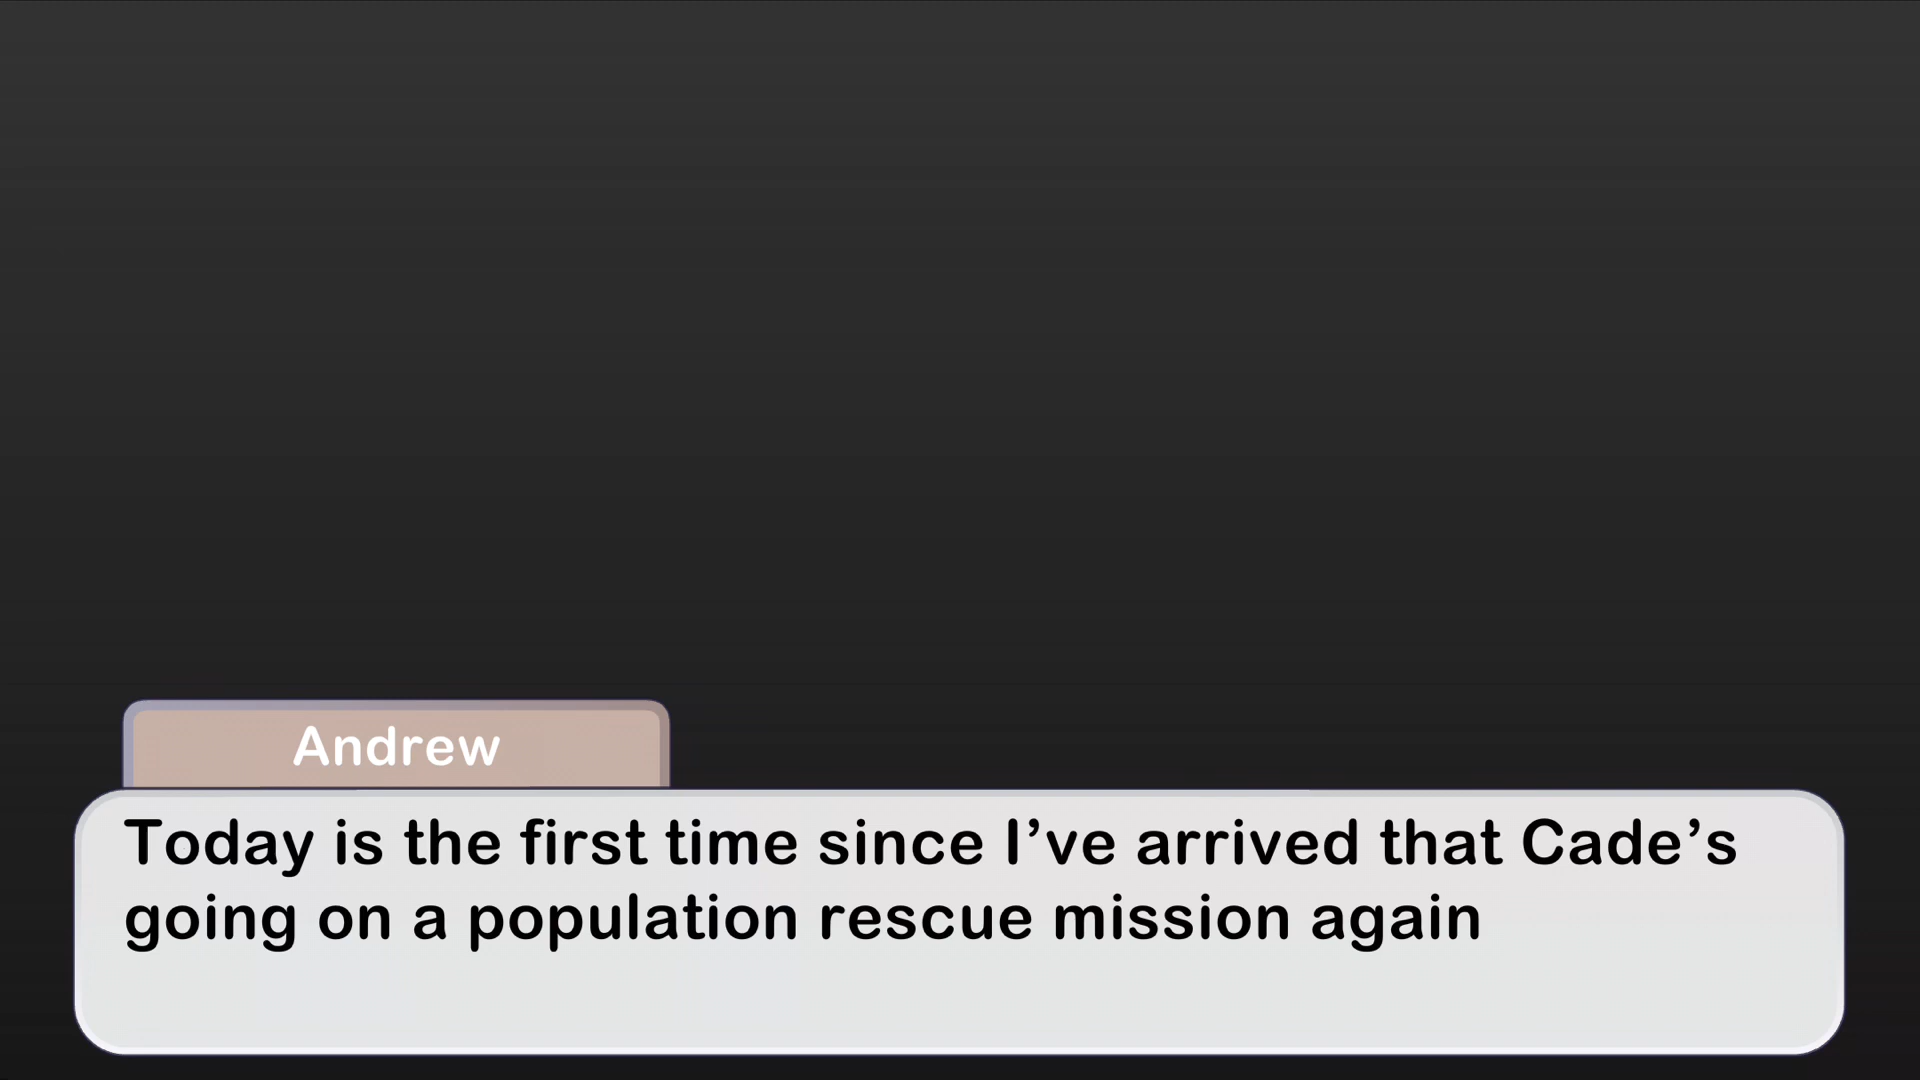 Andrew
Today is the first time since I’ve arrived that Cade’s
going on a population rescue mission again